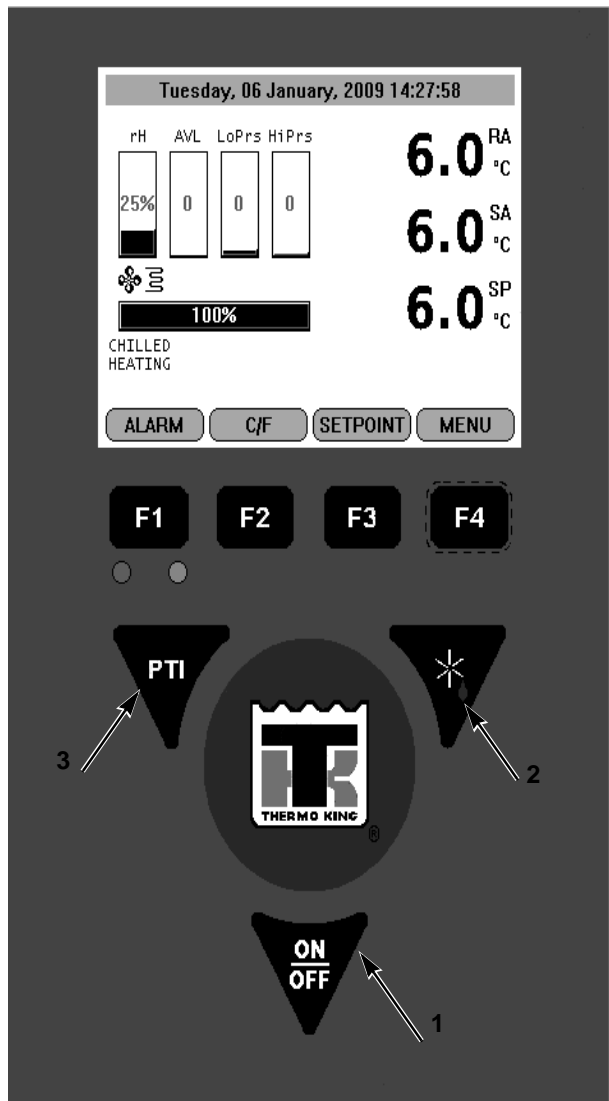 Tuesday, 06 January, 2009 14:27:58
rH AVL LoPrs HiPrs
25% 0 0 0
6.0 RA °C
6.0 SA °C
6.0 SP °C
100%
CHILLED
HEATING
ALARM C/F SETPOINT MENU
F1 F2 F3 F4
PTI
3
2
THERMO KING
®
ON
OFF
1